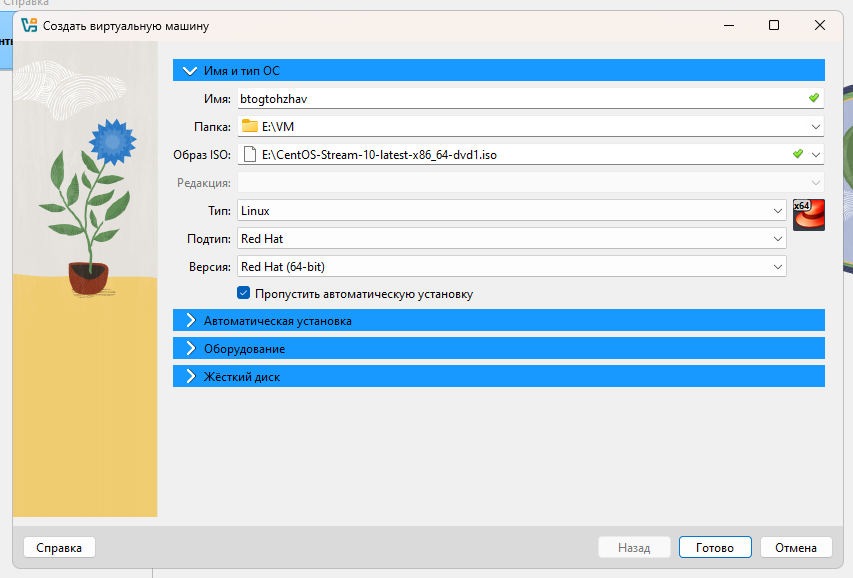 Справка
Создать виртуальную машину
Имя и тип ОС
Имя: btogtohzhav
Папка: E:\VM
Образ ISO: E:\CentOS-Stream-10-latest-x86_64-dvd1.iso
Редакция:
Тип: Linux
x64
Подтип: Red Hat
Версия: Red Hat (64-bit)
Пропустить автоматическую установку
Автоматическая установка
Оборудование
Жёсткий диск
Справка Назад Готово Отмена